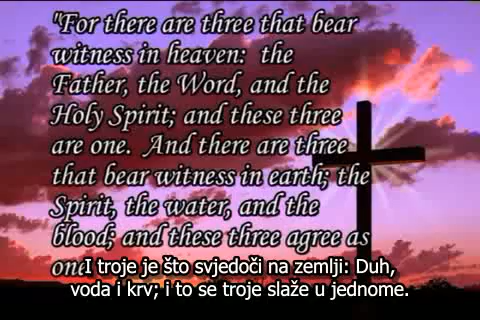 "For there are three that bear
witness in heaven: the
Father, the Word, and the
Holy Spirit; and these three
are one. And there are three
that bear witness in earth; the
Spirit, the water, and the
blood; and these three agree as
one
I troje je što svjedoči na zemlji: Duh,
voda i krv; i to se troje slaže u jednome.